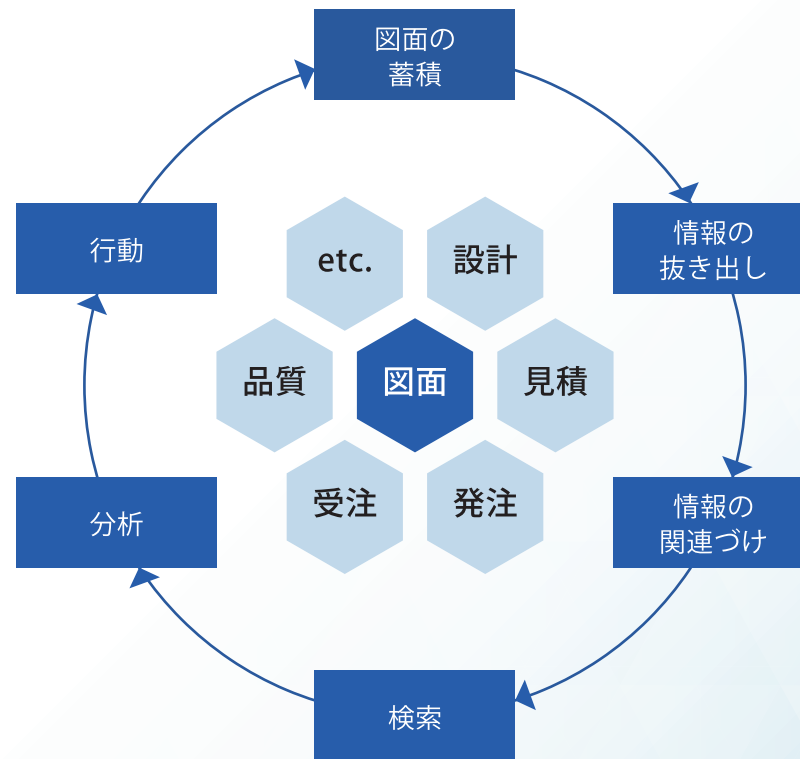 図面の
蓄積
情報の
抜き出し
情報の
関連づけ
検索
分析
行動
etc.
設計
品質
図面
見積
受注
発注